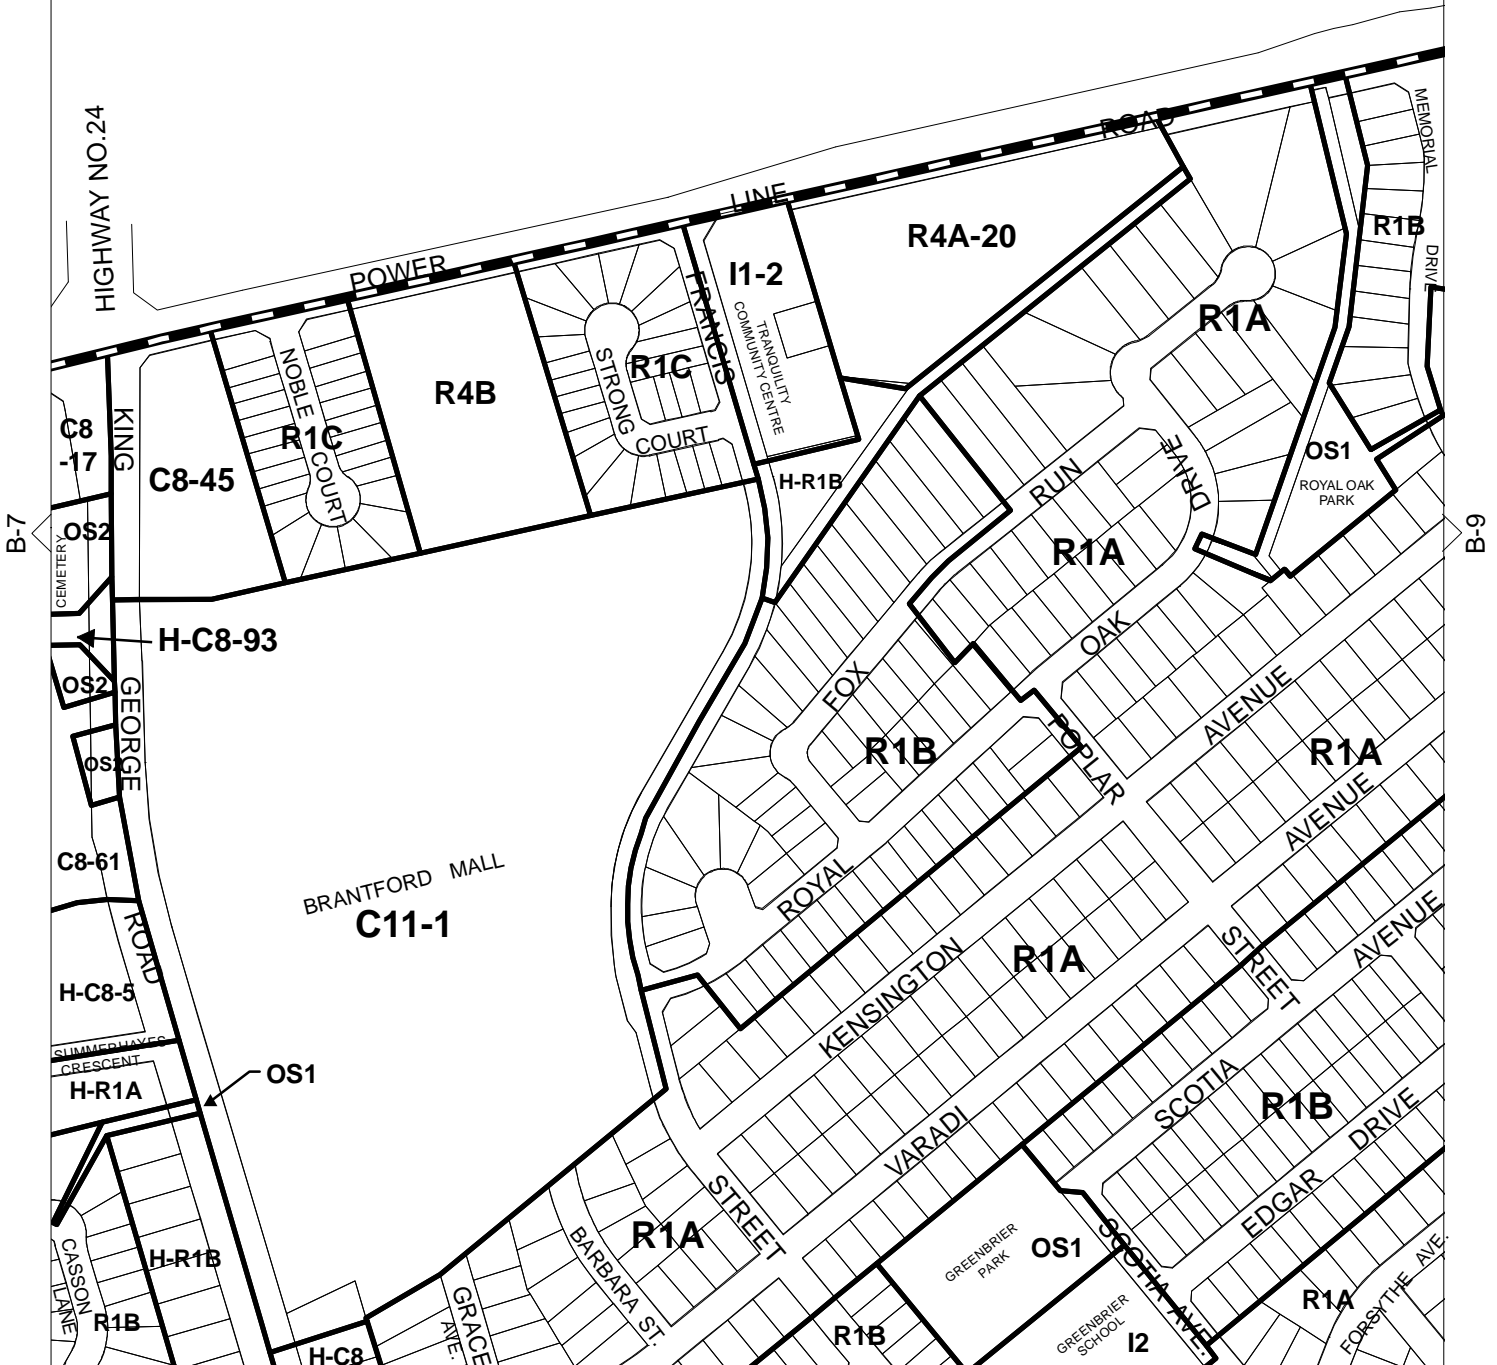 HIGHWAY NO.24
POWER
LINE
ROAD
MEMORIAL
DRIVE
R1B
R4A-20
I1-2
TRANQUILITY
COMMUNITY CENTRE
FRANCIS
R1A
R1C
STRONG
COURT
R4B
NOBLE
COURT
R1C
C8-45
KING
C8
-17
OS2
CEMETERY
B-7
B-9
H-R1B
OS1
ROYAL OAK
PARK
RUN
DRIVE
R1A
OAK
H-C8-93
OS2
GEORGE
OS2
FOX
R1B
POPLAR
AVENUE
R1A
AVENUE
C8-61
BRANTFORD MALL
C11-1
ROYAL
ROAD
H-C8-5
KENSINGTON
R1A
STREET
AVENUE
SUMMERHAYES
CRESCENT
H-R1A
OS1
VARADI
SCOTIA
R1B
DRIVE
EDGAR
STREET
R1A
BARBARA ST.
GRACE
AVE.
GREENBRIER
PARK
OS1
SCOTIA AVE.
GREENBRIER
SCHOOL
I2
R1B
R1A
FORSYTHE AVE.
CASSON
LANE
H-R1B
R1B
H-C8